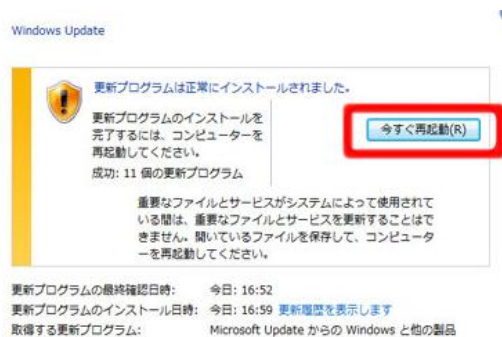 Windows Update
更新プログラムは正常にインストールされました。
更新プログラムのインストールを
完了するには、コンピューターを
再起動してください。
今すぐ再起動(R)
成功: 11 個の更新プログラム
重要なファイルとサービスがシステムによって使用されて
いる間は、重要なファイルとサービスを更新することはで
きません。開いているファイルを保存して、コンピュータ
ーを再起動してください。
更新プログラムの最終確認日時: 今日: 16:52
更新プログラムのインストール日時: 今日: 16:59 更新履歴を表示します
取得する更新プログラム: Microsoft Update からの Windows と他の製品